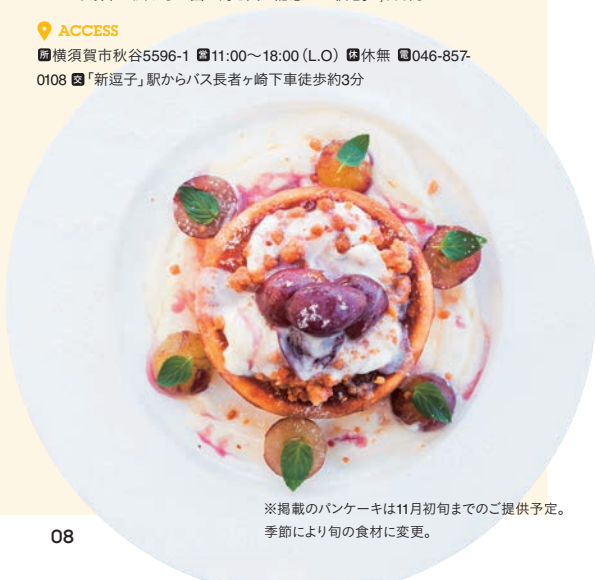 ACCESS
所横須賀市秋谷5596-1 営11:00〜18:00（L.O） 休休無 電046-857-
0108 交「新逗子」駅からバス長者ヶ崎下車徒歩約3分
※掲載のパンケーキは11月初旬までのご提供予定。
季節により旬の食材に変更。
08